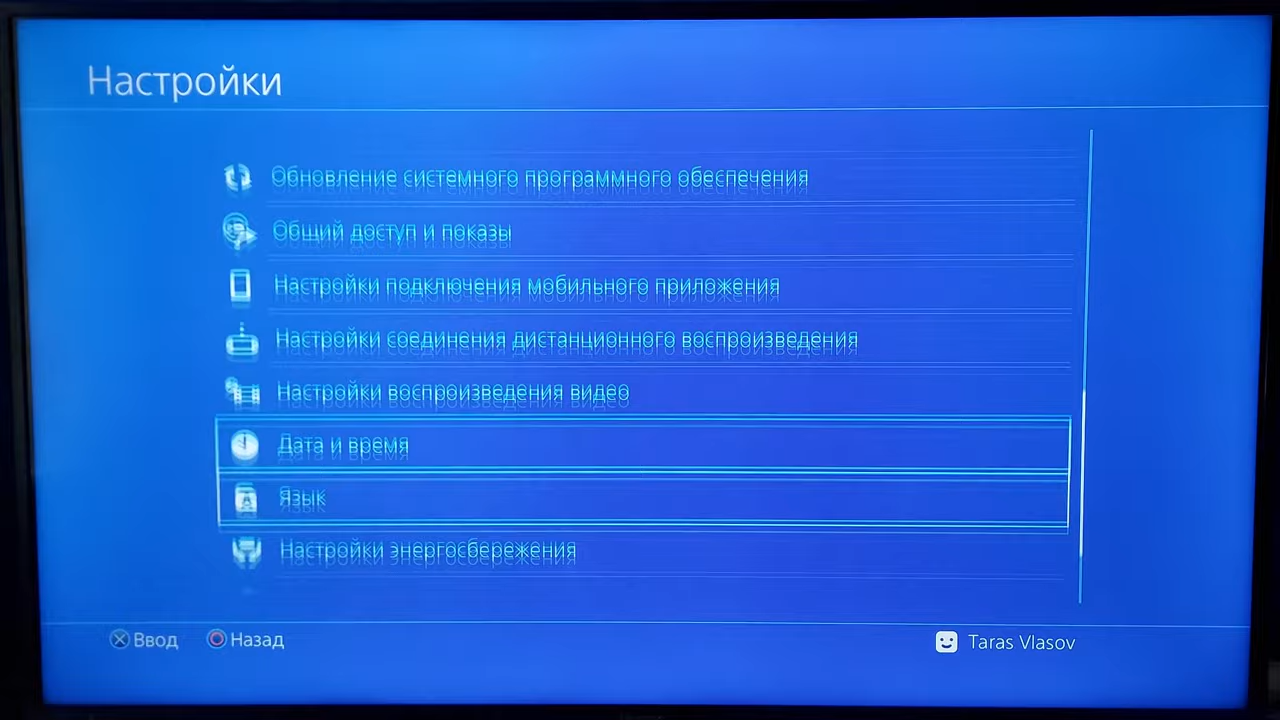 Настройки
Обновление системного программного обеспечения
Общий доступ и показы
Настройки подключения мобильного приложения
Настройки соединения дистанционного воспроизведения
Настройки воспроизведения видео
Дата и время
Язык
Настройки энергосбережения
Ввод Назад Taras Vlasov